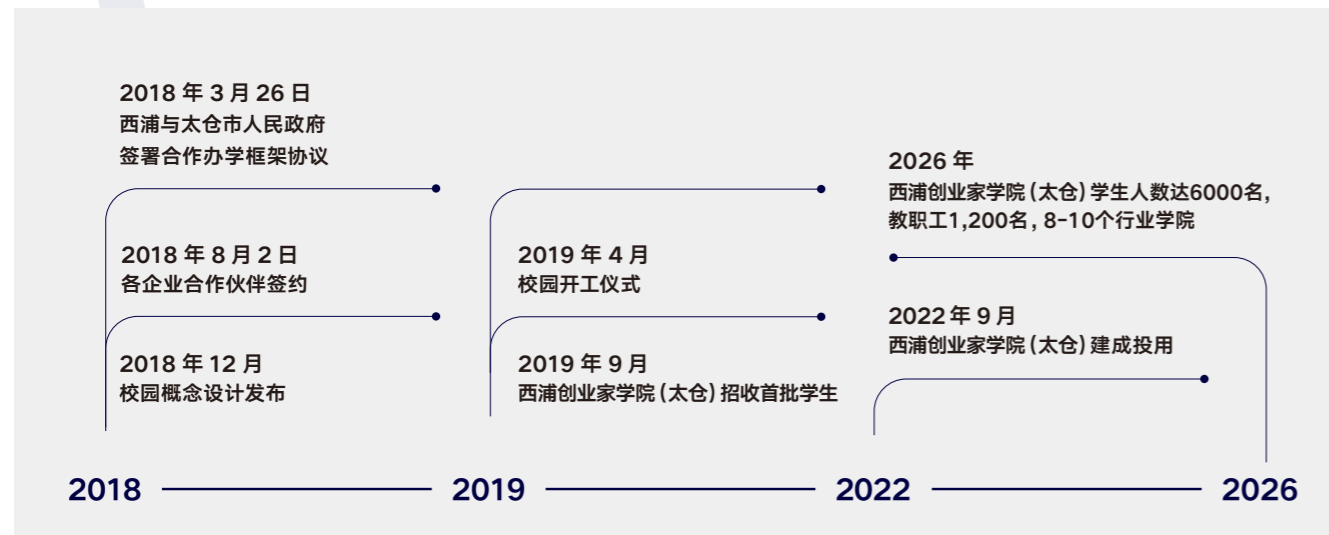 2018 年 3 月 26 日
西浦与太仓市人民政府
签署合作办学框架协议
2018 年 8 月 2 日
各企业合作伙伴签约
2018 年 12 月
校园概念设计发布
2019 年 4 月
校园开工仪式
2019 年 9 月
西浦创业家学院（太仓）招收首批学生
2026 年
西浦创业家学院（太仓）学生人数达6000名，
教职工1,200名，8-10个行业学院
2022 年 9 月
西浦创业家学院（太仓）建成投用
2018
2019
2022
2026